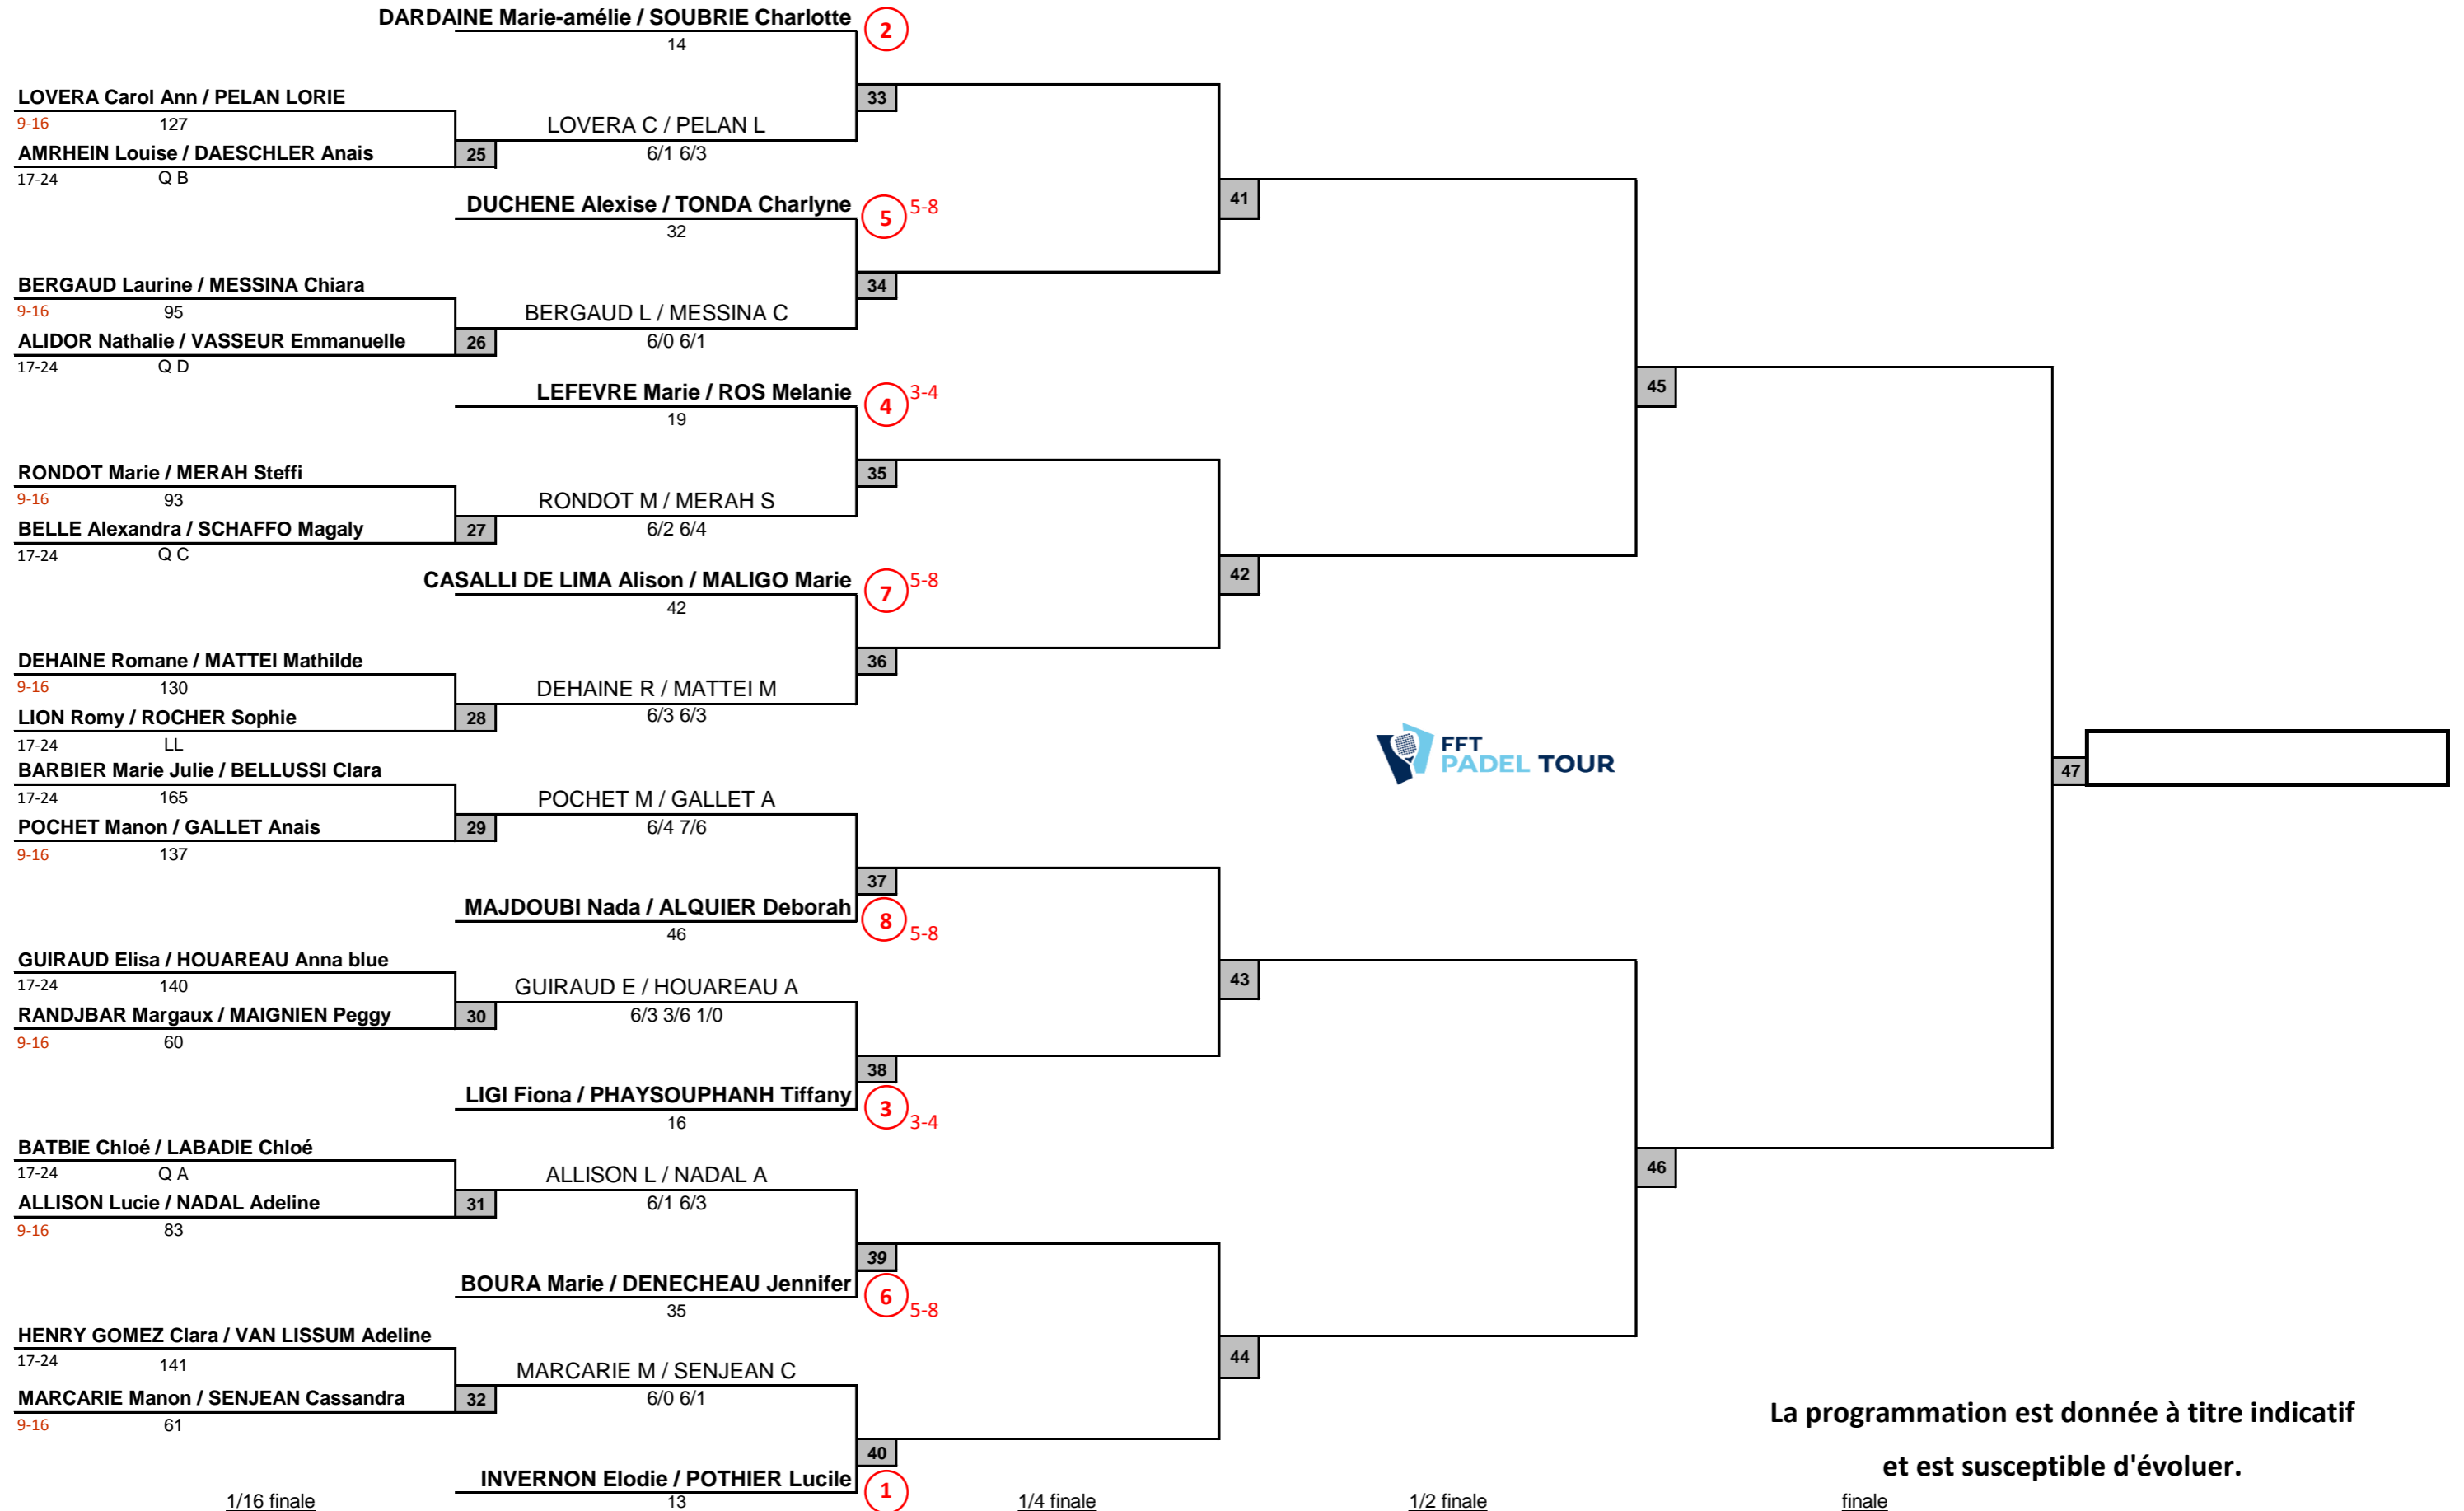 DARDAINE Marie-amélie / SOUBRIE Charlotte
2
14
LOVERA Carol Ann / PELAN LORIE
33
9-16 127
LOVERA C / PELAN L
AMRHEIN Louise / DAESCHLER Anais
25
6/1 6/3
17-24 Q B
DUCHENE Alexise / TONDA Charlyne
5 5-8
41
32
BERGAUD Laurine / MESSINA Chiara
34
9-16 95
BERGAUD L / MESSINA C
ALIDOR Nathalie / VASSEUR Emmanuelle
26
6/0 6/1
17-24 Q D
LEFEVRE Marie / ROS Melanie
4 3-4
45
19
RONDOT Marie / MERAH Steffi
35
9-16 93
RONDOT M / MERAH S
BELLE Alexandra / SCHAFFO Magaly
27
6/2 6/4
17-24 Q C
CASALLI DE LIMA Alison / MALIGO Marie
7 5-8
42
42
DEHAINE Romane / MATTEI Mathilde
36
9-16 130
DEHAINE R / MATTEI M
LION Romy / ROCHER Sophie
28
6/3 6/3
17-24 LL
FFT
PADEL TOUR
BARBIER Marie Julie / BELLUSSI Clara
47
17-24 165
POCHET M / GALLET A
POCHET Manon / GALLET Anais
29
6/4 7/6
9-16 137
37
MAJDOUBI Nada / ALQUIER Deborah
8 5-8
46
GUIRAUD Elisa / HOUAREAU Anna blue
43
17-24 140
GUIRAUD E / HOUAREAU A
RANDJBAR Margaux / MAIGNIEN Peggy
30
6/3 3/6 1/0
9-16 60
38
LIGI Fiona / PHAYSOUPHANH Tiffany
3 3-4
16
BATBIE Chloé / LABADIE Chloé
46
17-24 Q A
ALLISON L / NADAL A
ALLISON Lucie / NADAL Adeline
31
6/1 6/3
9-16 83
39
BOURA Marie / DENECHEAU Jennifer
6 5-8
35
HENRY GOMEZ Clara / VAN LISSUM Adeline
44
17-24 141
MARCARIE M / SENJEAN C
MARCARIE Manon / SENJEAN Cassandra
32
6/0 6/1
9-16 61
La programmation est donnée à titre indicatif
et est susceptible d'évoluer.
40
INVERNON Elodie / POTHIER Lucile
1
13
1/16 finale 1/4 finale 1/2 finale finale